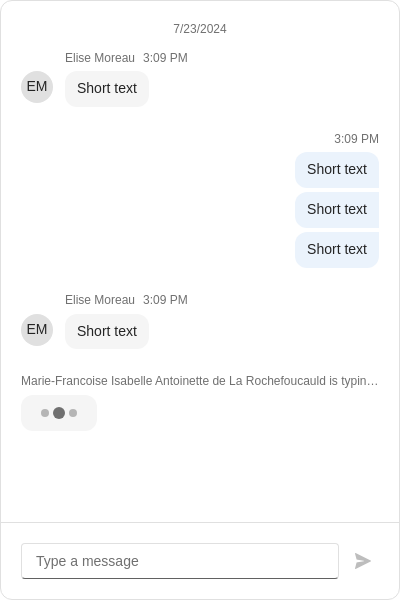 7/23/2024
Elise Moreau 3:09 PM
EM
Short text
3:09 PM
Short text
Short text
Short text
Elise Moreau 3:09 PM
EM
Short text
Marie-Francoise Isabelle Antoinette de La Rochefoucauld is typin…
Type a message